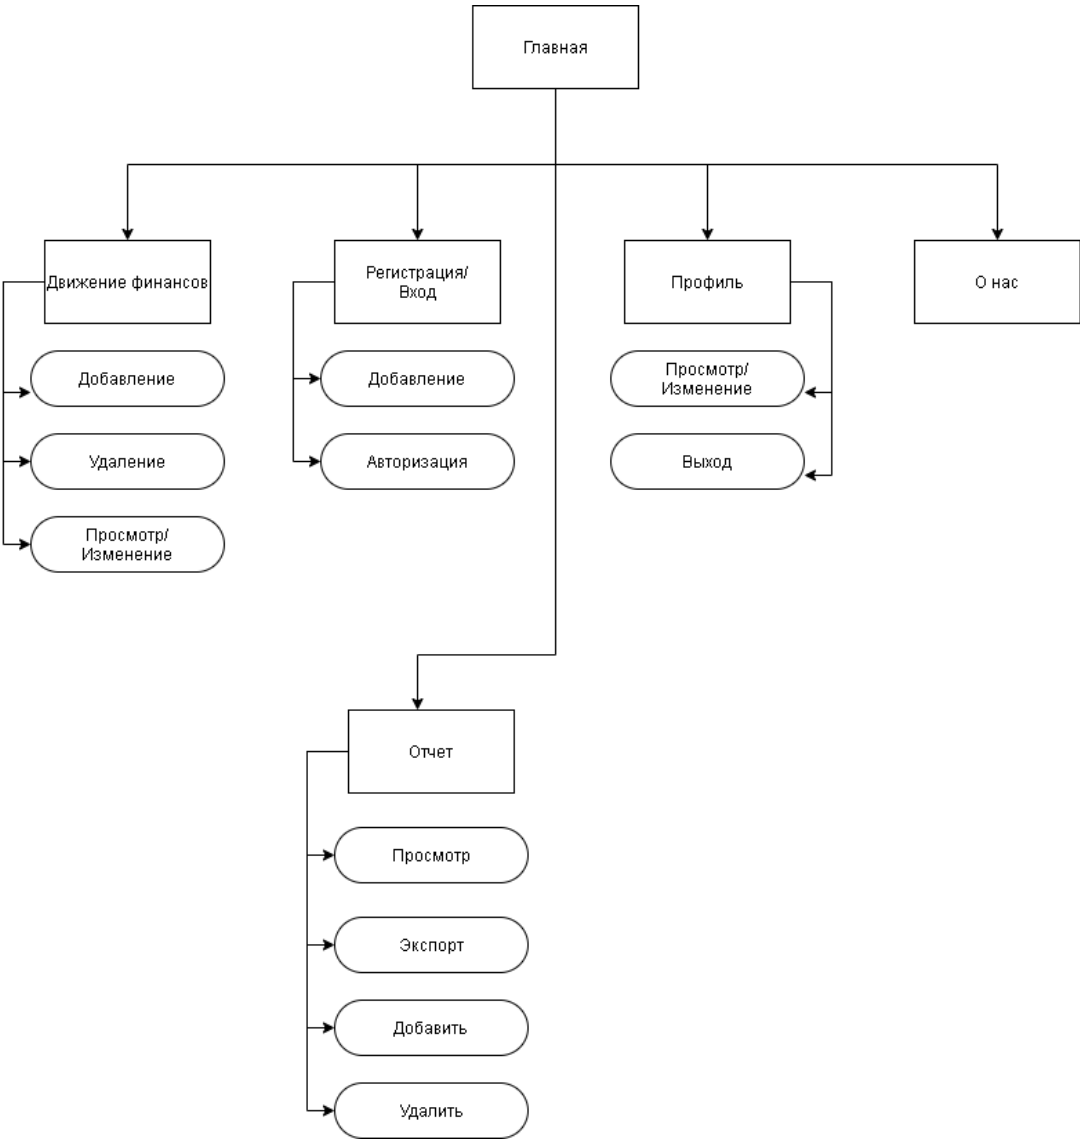 Главная
Движение финансов
Регистрация/
Вход
Профиль
О нас
Добавление
Добавление
Просмотр/
Изменение
Удаление
Авторизация
Выход
Просмотр/
Изменение
Отчет
Просмотр
Экспорт
Добавить
Удалить